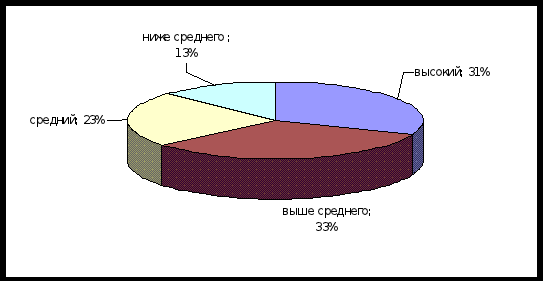 ниже среднего ;
13%
высокий; 31%
средний; 23%
выше среднего;
33%